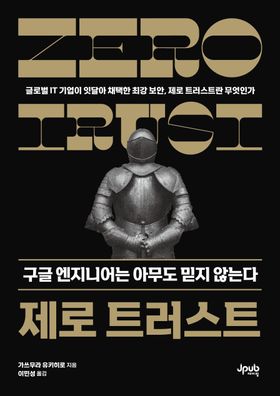 ZERO
TRUST
글로벌 IT 기업이 잇달아 채택한 최강 보안, 제로 트러스트란 무엇인가
구글 엔지니어는 아무도 믿지 않는다
제로 트러스트
가쓰무라 유키히로 지음
이민성 옮김
Jpub
제이펍